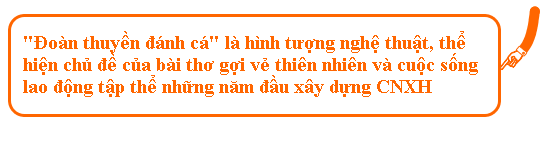 "Đoàn thuyền đánh cá" là hình tượng nghệ thuật, thể
hiện chủ đề của bài thơ gợi vẻ thiên nhiên và cuộc sống
lao động tập thể những năm đầu xây dựng CNXH